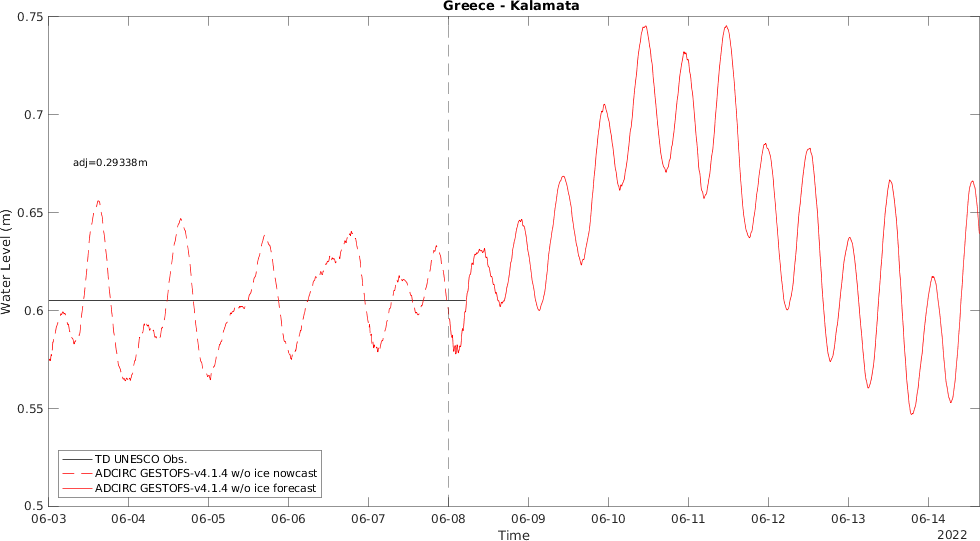 Greece - Kalamata
0.75
0.7
0.65
0.6
0.55
0.5
Water Level (m)
adj=0.29338m
TD UNESCO Obs.
ADCIRC GESTOFS-v4.1.4 w/o ice nowcast
ADCIRC GESTOFS-v4.1.4 w/o ice forecast
06-03 06-04 06-05 06-06 06-07 06-08 06-09 06-10 06-11 06-12 06-13 06-14
Time
2022